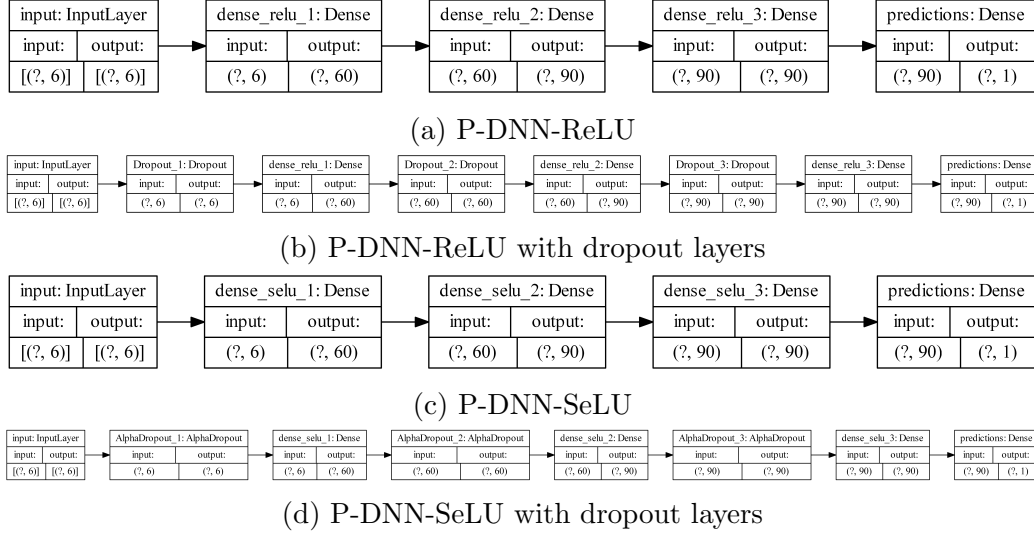 input: InputLayer dense_relu_1: Dense dense_relu_2: Dense dense_relu_3: Dense predictions: Dense
input: output: input: output: input: output: input: output: input: output:
[(?, 6)] [(?, 6)] (?, 6) (?, 60) (?, 60) (?, 90) (?, 90) (?, 90) (?, 90) (?, 1)
(a) P-DNN-ReLU
input: InputLayer Dropout_1: Dropout dense_relu_1: Dense Dropout_2: Dropout dense_relu_2: Dense Dropout_3: Dropout dense_relu_3: Dense predictions: Dense
input: output: input: output: input: output: input: output: input: output: input: output: input: output: input: output:
[(?, 6)] [(?, 6)] (?, 6) (?, 6) (?, 6) (?, 60) (?, 60) (?, 60) (?, 60) (?, 90) (?, 90) (?, 90) (?, 90) (?, 90) (?, 90) (?, 1)
(b) P-DNN-ReLU with dropout layers
input: InputLayer dense_selu_1: Dense dense_selu_2: Dense dense_selu_3: Dense predictions: Dense
input: output: input: output: input: output: input: output: input: output:
[(?, 6)] [(?, 6)] (?, 6) (?, 60) (?, 60) (?, 90) (?, 90) (?, 90) (?, 90) (?, 1)
(c) P-DNN-SeLU
input: InputLayer AlphaDropout_1: AlphaDropout dense_selu_1: Dense AlphaDropout_2: AlphaDropout dense_selu_2: Dense AlphaDropout_3: AlphaDropout dense_selu_3: Dense predictions: Dense
input: output: input: output: input: output: input: output: input: output: input: output: input: output: input: output:
[(?, 6)] [(?, 6)] (?, 6) (?, 6) (?, 6) (?, 60) (?, 60) (?, 60) (?, 60) (?, 90) (?, 90) (?, 90) (?, 90) (?, 90) (?, 90) (?, 1)
(d) P-DNN-SeLU with dropout layers